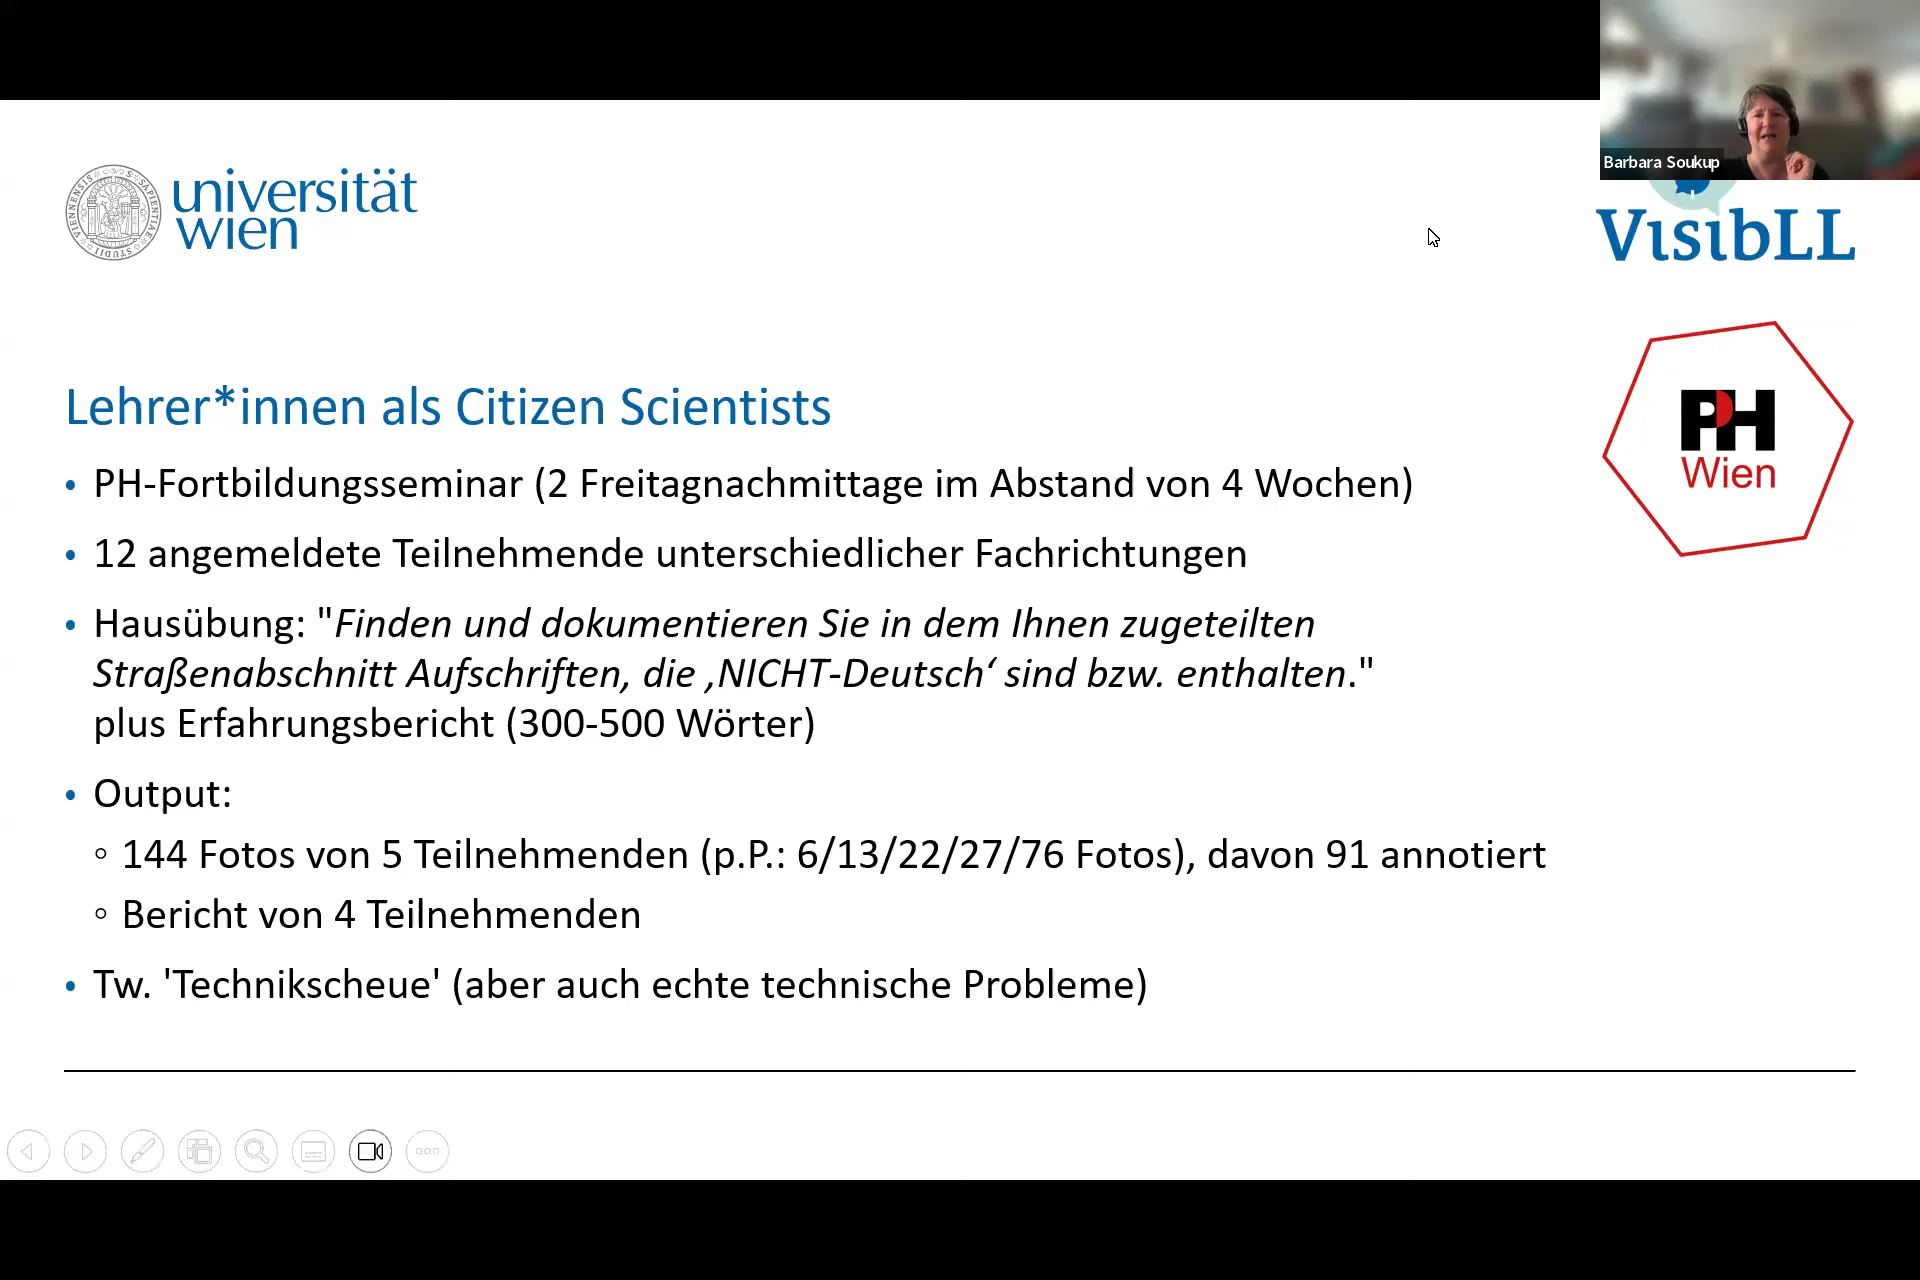 Barbara Soukup
universität
wien
VisibLL
PH
Wien
Lehrer*innen als Citizen Scientists
• PH-Fortbildungsseminar (2 Freitagnachmittage im Abstand von 4 Wochen)
• 12 angemeldete Teilnehmende unterschiedlicher Fachrichtungen
• Hausübung: "Finden und dokumentieren Sie in dem Ihnen zugeteilten
Straßenabschnitt Aufschriften, die ‚NICHT-Deutsch‘ sind bzw. enthalten."
plus Erfahrungsbericht (300-500 Wörter)
• Output:
◦ 144 Fotos von 5 Teilnehmenden (p.P.: 6/13/22/27/76 Fotos), davon 91 annotiert
◦ Bericht von 4 Teilnehmenden
• Tw. 'Technikscheue' (aber auch echte technische Probleme)